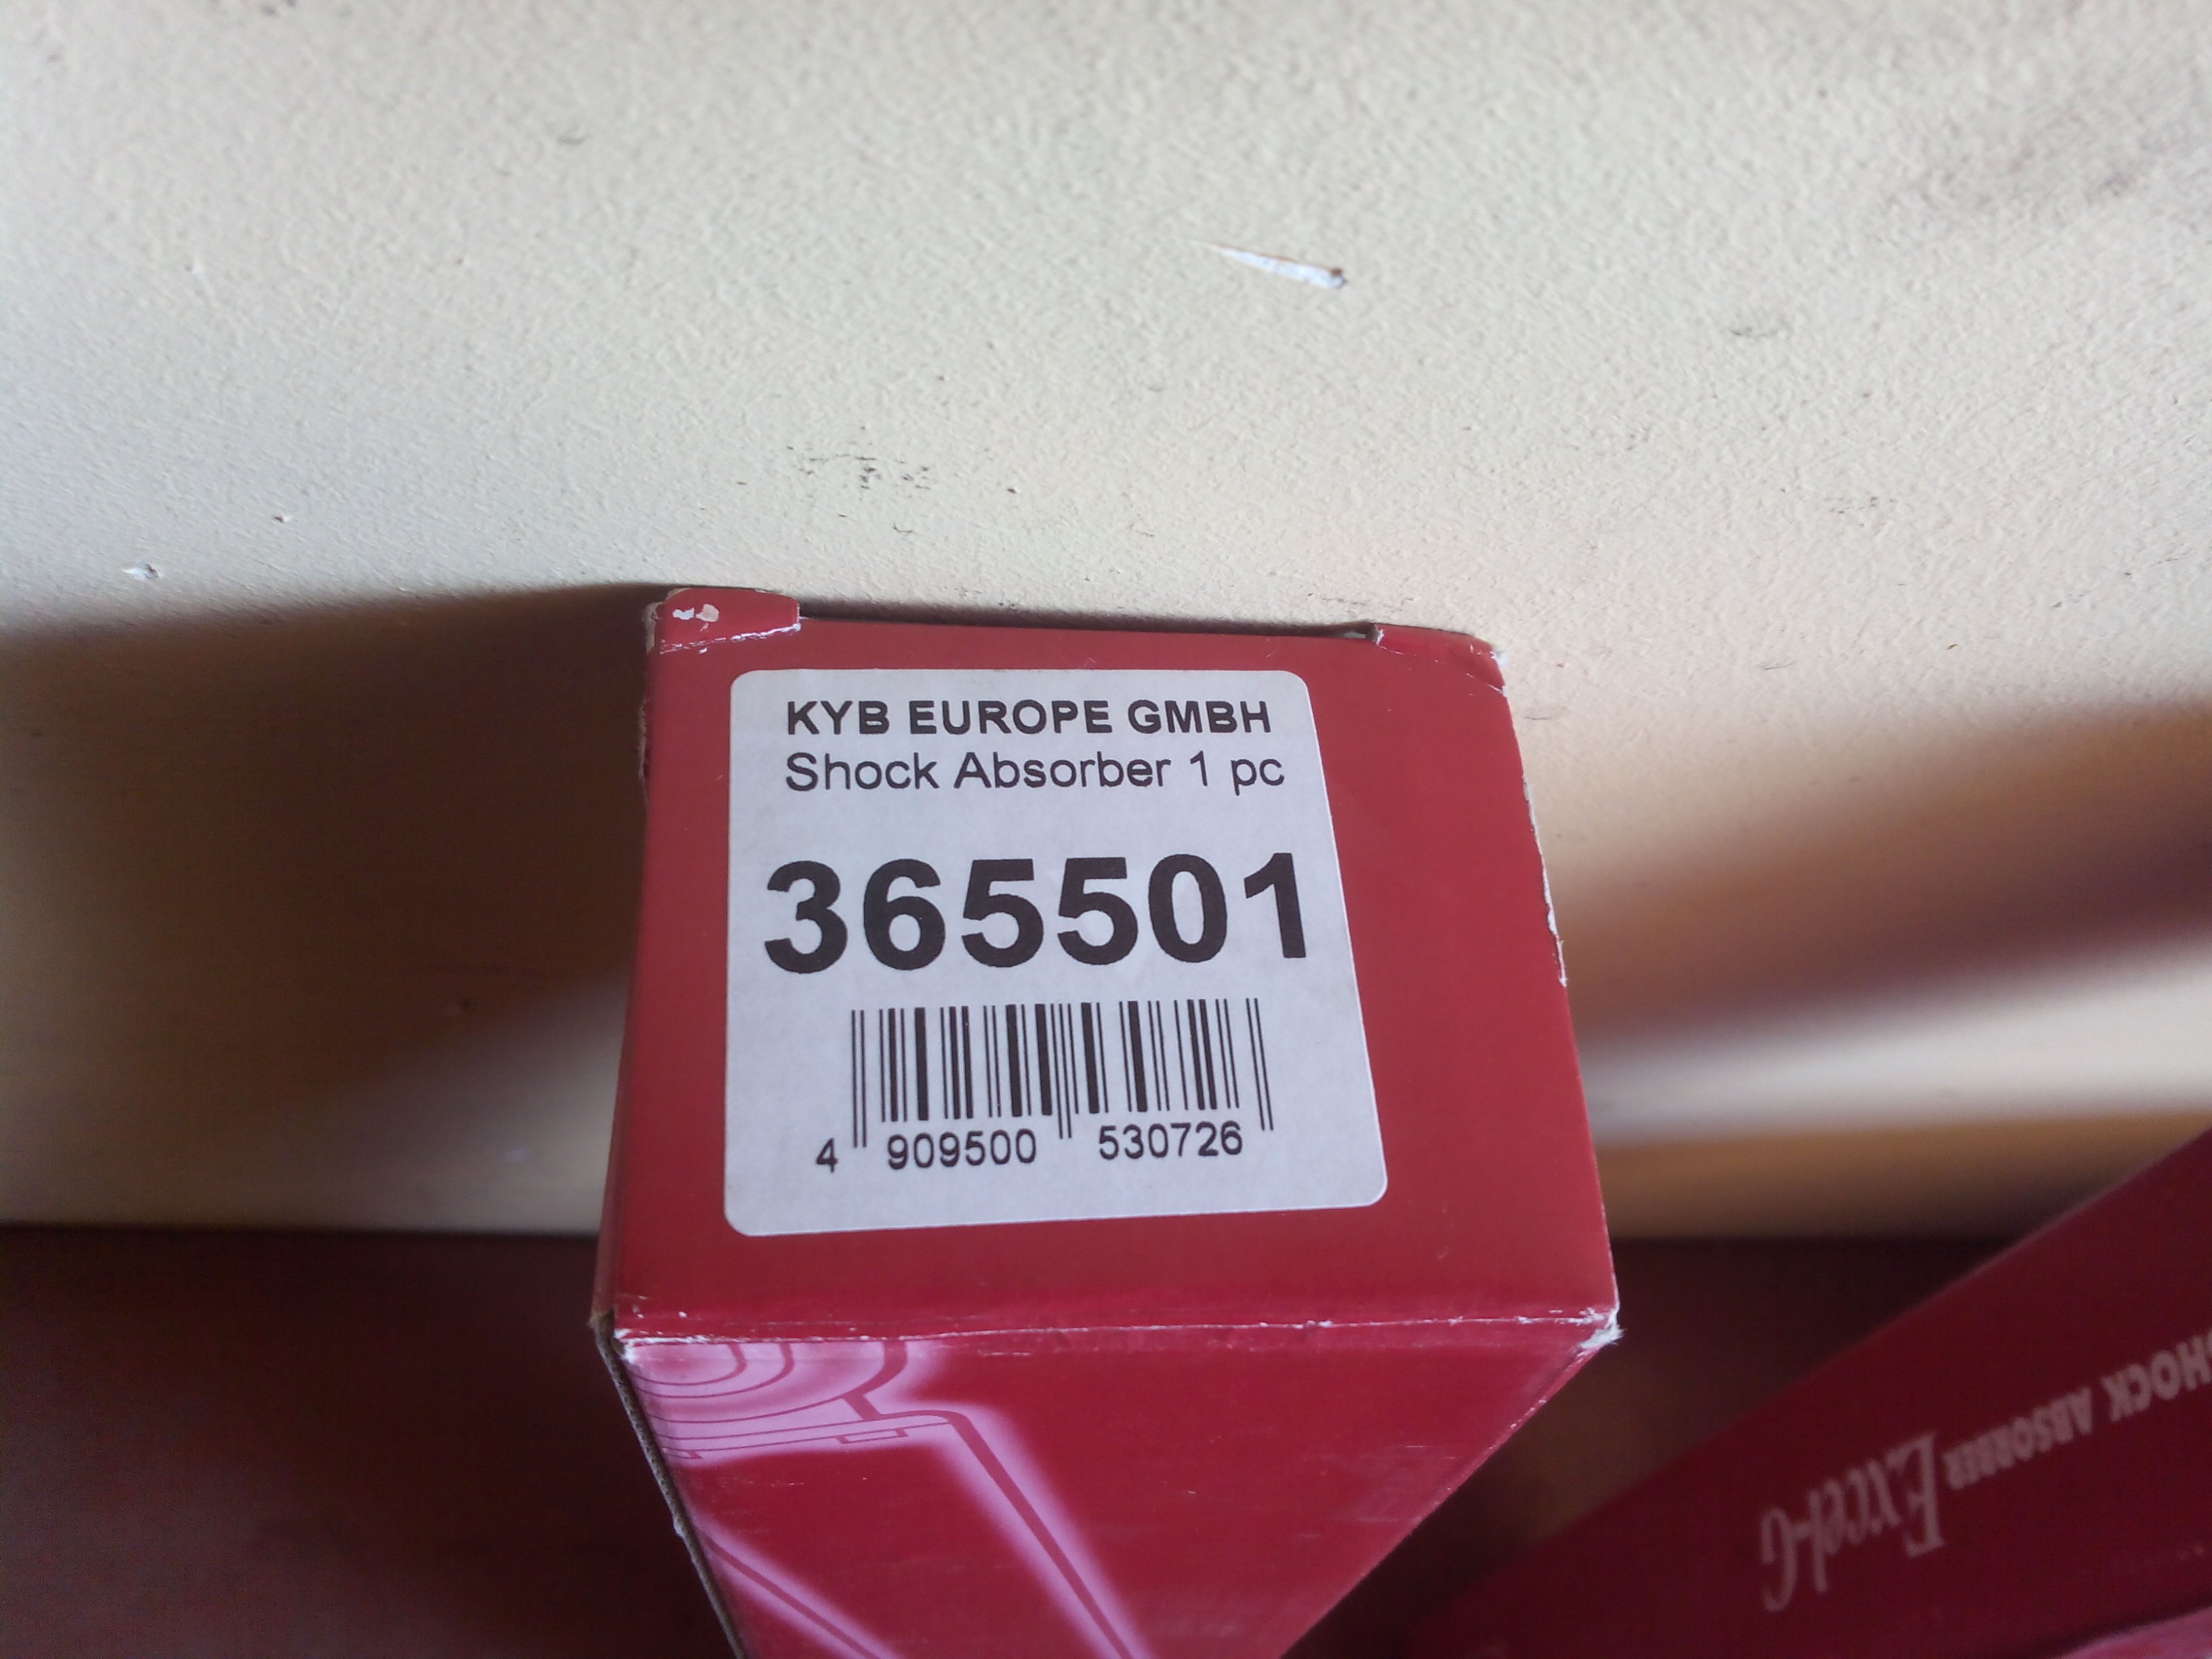 KYB EUROPE GMBH
Shock Absorber 1 pc
365501
4 909500 530726
SHOCK ABSORBER
Excel-G